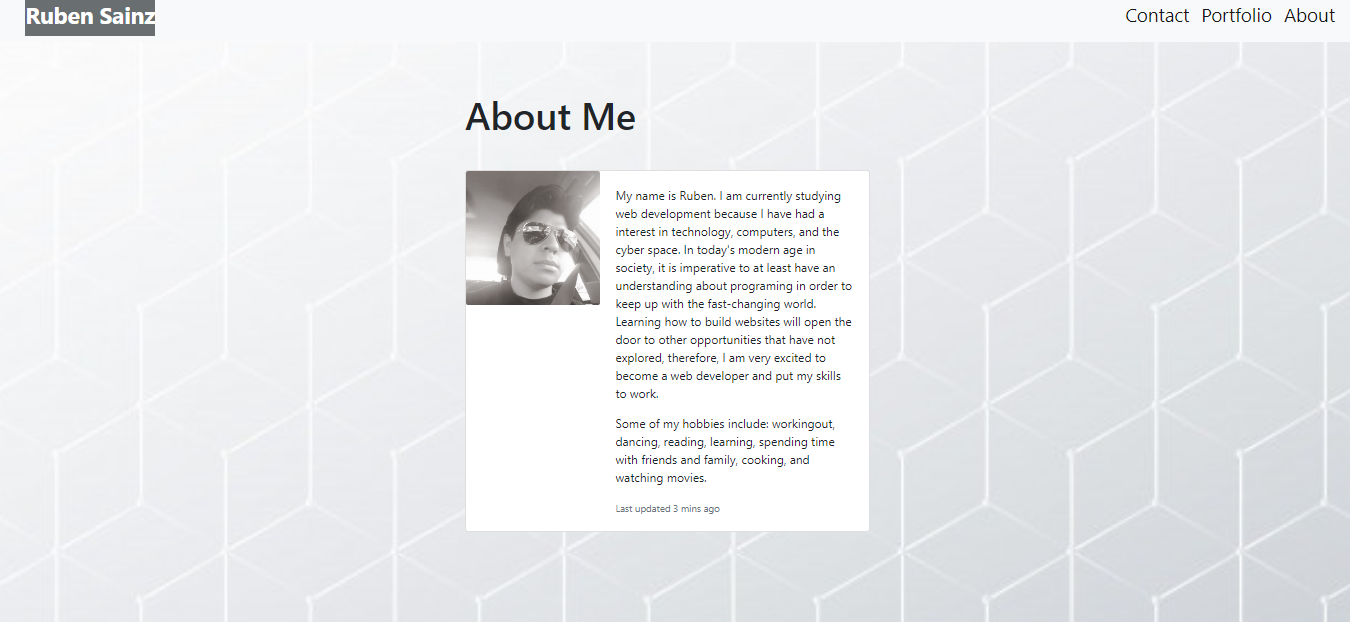 Ruben Sainz
Contact Portfolio About
About Me
My name is Ruben. I am currently studying
web development because I have had a
interest in technology, computers, and the
cyber space. In today's modern age in
society, it is imperative to at least have an
understanding about programing in order to
keep up with the fast-changing world.
Learning how to build websites will open the
door to other opportunities that have not
explored, therefore, I am very excited to
become a web developer and put my skills
to work.
Some of my hobbies include: workingout,
dancing, reading, learning, spending time
with friends and family, cooking, and
watching movies.
Last updated 3 mins ago